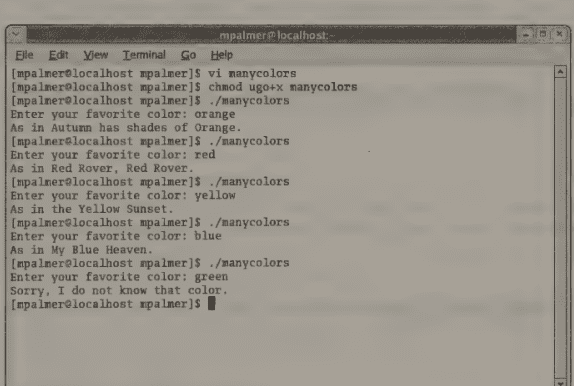 mpalmer@localhost:~
File Edit View Terminal Go Help
[mpalmer@localhost mpalmer]$ vi manycolors
[mpalmer@localhost mpalmer]$ chmod ugo+x manycolors
[mpalmer@localhost mpalmer]$ ./manycolors
Enter your favorite color: orange
As in Autumn has shades of Orange.
[mpalmer@localhost mpalmer]$ ./manycolors
Enter your favorite color: red
As in Red Rover, Red Rover.
[mpalmer@localhost mpalmer]$ ./manycolors
Enter your favorite color: yellow
As in the Yellow Sunset.
[mpalmer@localhost mpalmer]$ ./manycolors
Enter your favorite color: blue
As in My Blue Heaven.
[mpalmer@localhost mpalmer]$ ./manycolors
Enter your favorite color: green
Sorry, I do not know that color.
[mpalmer@localhost mpalmer]$